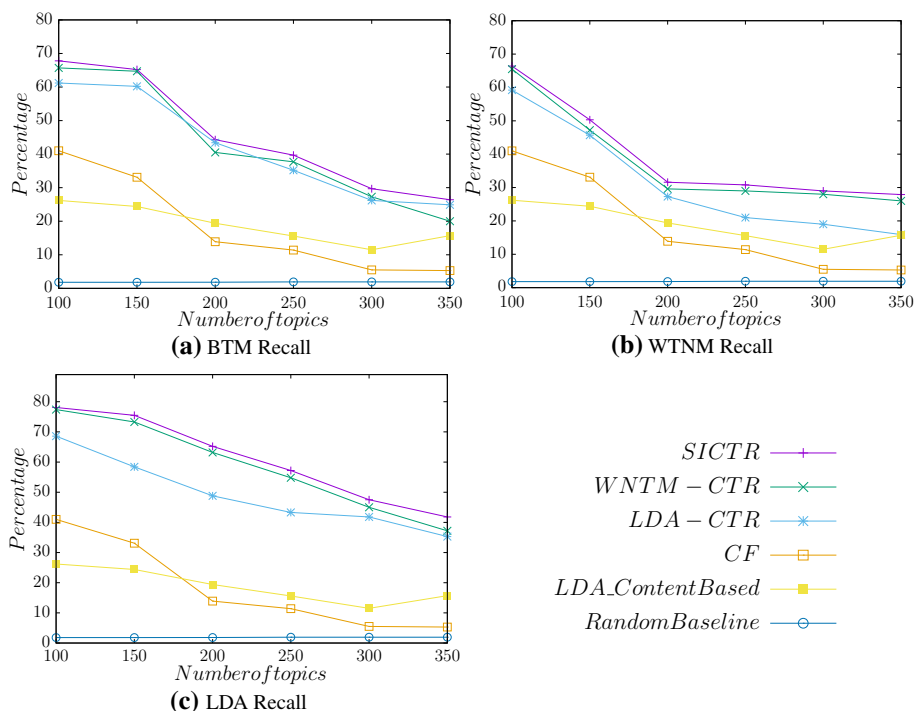 80
70
60
50
40
30
20
10
0
Percentage
100 150 200 250 300 350
Numberoftopics
(a) BTM Recall
80
70
60
50
40
30
20
10
0
Percentage
100 150 200 250 300 350
Numberoftopics
(b) WTNM Recall
80
70
60
50
40
30
20
10
0
Percentage
100 150 200 250 300 350
Numberoftopics
(c) LDA Recall
SICTR
WNTM − CTR
LDA − CTR
CF
LDA_ContentBased
RandomBaseline